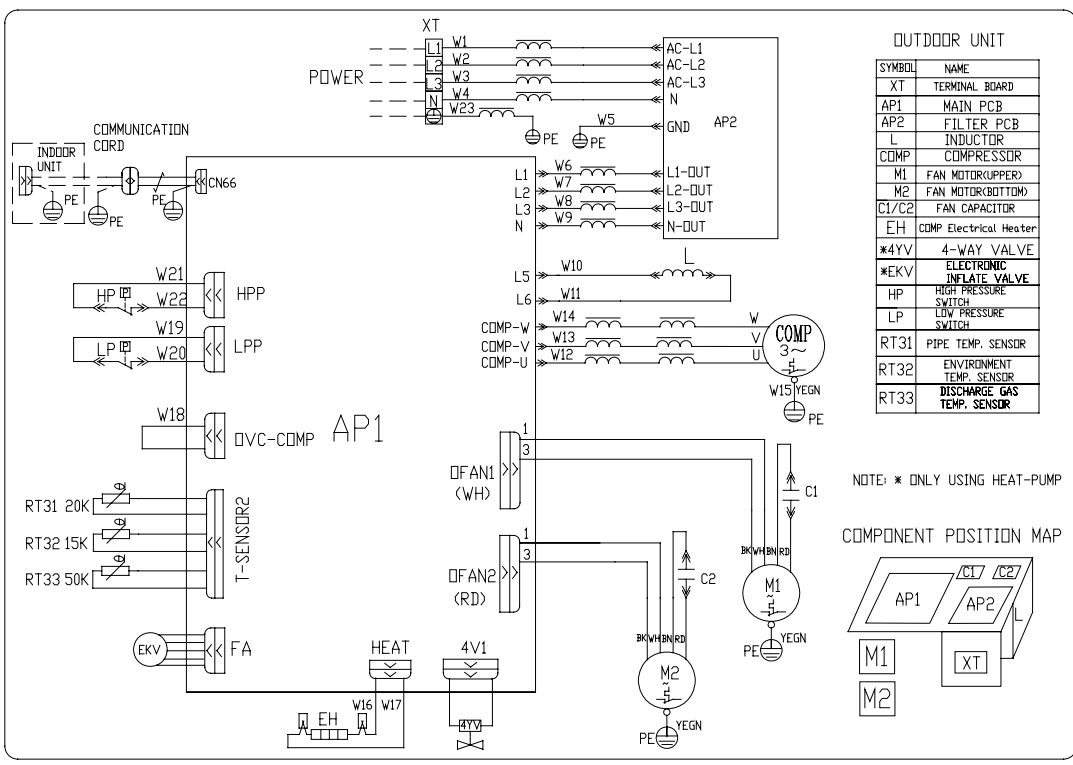 XT
POWER
L1
L2
L3
N
W1
W2
W3
W4
W23
PE
AC-L1
AC-L2
AC-L3
N
W5
PE
GND
AP2
L1-OUT
L2-OUT
L3-OUT
N-OUT
W6
W7
W8
W9
L1
L2
L3
N
COMMUNICATION
CORD
INDOOR
UNIT
PE
PE
PE
CN66
W21
HP P
W22
HPP
W19
LP P
W20
LPP
W18
OVC-COMP
AP1
RT31 20K
RT32 15K
RT33 50K
θ
θ
θ
T-SENSOR2
EKV
FA
HEAT
W16
W17
EH
4V1
4YV
L5
L6
W10
W11
L
COMP-W
COMP-V
COMP-U
W14
W13
W12
W
V
U
COMP
3~
W15
YEGN
PE
OFAN1
(WH)
1
3
C1
BK WH BN RD
M1
~
YEGN
PE
OFAN2
(RD)
1
3
C2
BK WH BN RD
M2
~
YEGN
PE
OUTDOOR UNIT
SYMBOL NAME
XT TERMINAL BOARD
AP1 MAIN PCB
AP2 FILTER PCB
L INDUCTOR
COMP COMPRESSOR
M1 FAN MOTOR(UPPER)
M2 FAN MOTOR(BOTTOM)
C1/C2 FAN CAPACITOR
EH COMP Electrical Heater
*4YV 4-WAY VALVE
*EKV ELECTRONIC
INFLATE VALVE
HP HIGH PRESSURE
SWITCH
LP LOW PRESSURE
SWITCH
RT31 PIPE TEMP. SENSOR
RT32 ENVIRONMENT
TEMP. SENSOR
RT33 DISCHARGE GAS
TEMP. SENSOR
NOTE: * ONLY USING HEAT-PUMP
COMPONENT POSITION MAP
C1
C2
AP1
AP2
L
XT
M1
M2